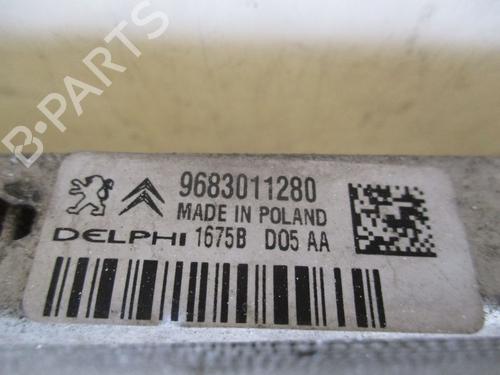 B-PARTS
9683011280
MADE IN POLAND
DELPHI 1675B D05 AA